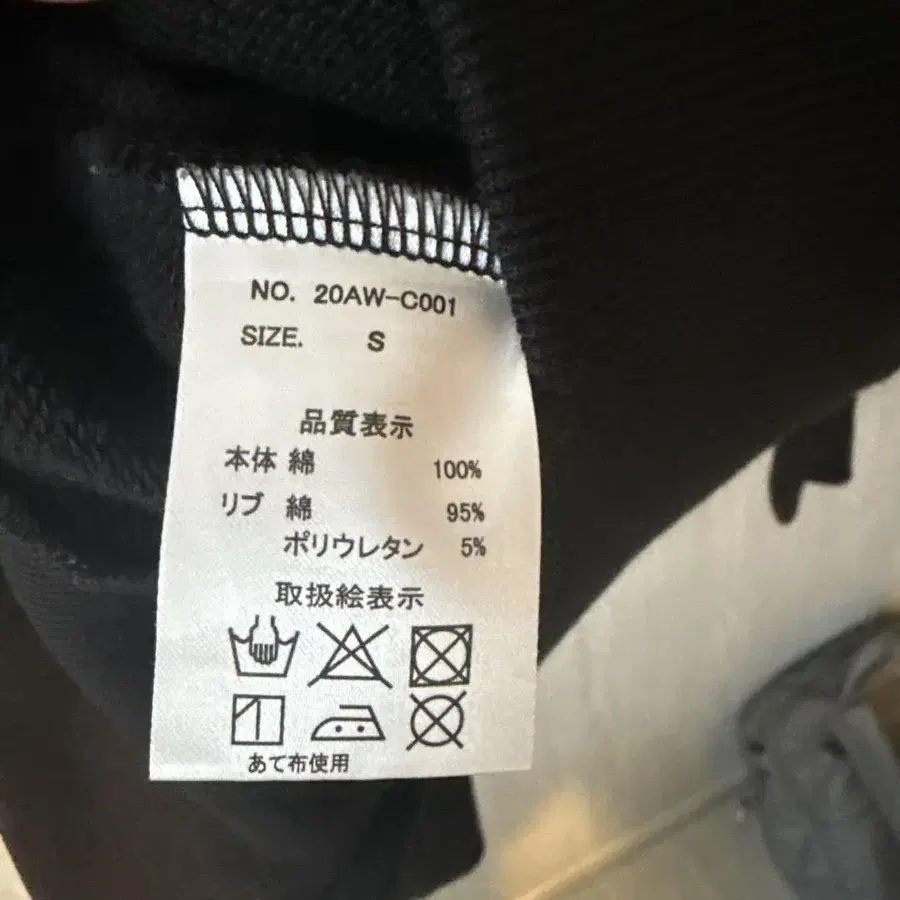 NO. 20AW-C001
SIZE. S
品質表示
本体 綿 100%
リブ 綿 95%
ポリウレタン 5%
取扱絵表示
あて布使用